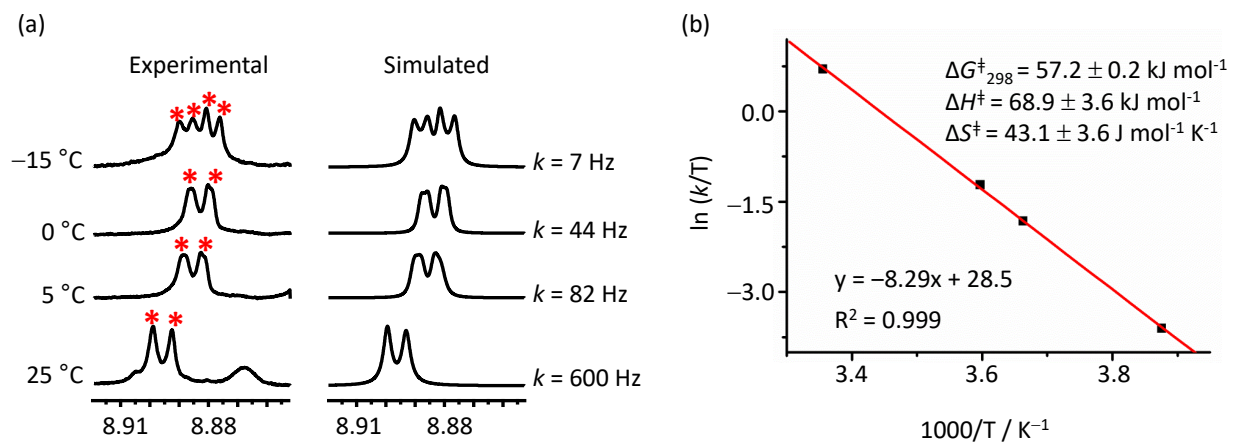 (a)
Experimental
Simulated
* * * *
−15 °C
k = 7 Hz
* *
0 °C
k = 44 Hz
* *
5 °C
k = 82 Hz
* *
25 °C
k = 600 Hz
8.91 8.88
8.91 8.88
(b)
ΔG‡298 = 57.2 ± 0.2 kJ mol-1
ΔH‡ = 68.9 ± 3.6 kJ mol-1
ΔS‡ = 43.1 ± 3.6 J mol-1 K-1
ln (k/T)
0.0
−1.5
−3.0
y = −8.29x + 28.5
R2 = 0.999
3.4 3.6 3.8
1000/T / K-1